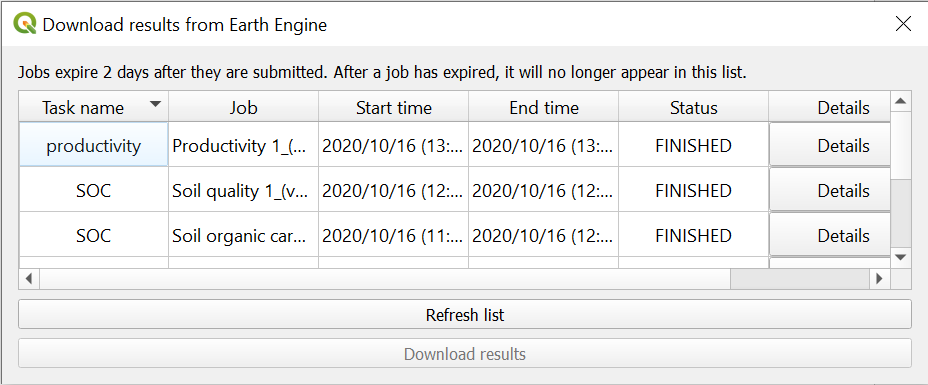 Download results from Earth Engine
Jobs expire 2 days after they are submitted. After a job has expired, it will no longer appear in this list.
Task name Job Start time End time Status Details
productivity Productivity 1_(... 2020/10/16 (13:... 2020/10/16 (13:... FINISHED Details
SOC Soil quality 1_(v... 2020/10/16 (12:... 2020/10/16 (12:... FINISHED Details
SOC Soil organic car... 2020/10/16 (11:... 2020/10/16 (12:... FINISHED Details
Refresh list
Download results